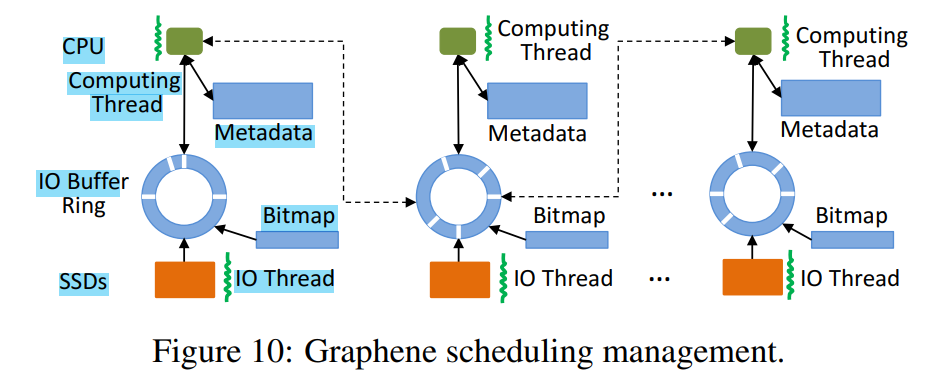 CPU
Computing
Thread
Metadata
IO Buffer
Ring
Bitmap
SSDs
IO Thread
Computing
Thread
Metadata
Bitmap
IO Thread
...
...
Computing
Thread
Metadata
Bitmap
IO Thread
Figure 10: Graphene scheduling management.